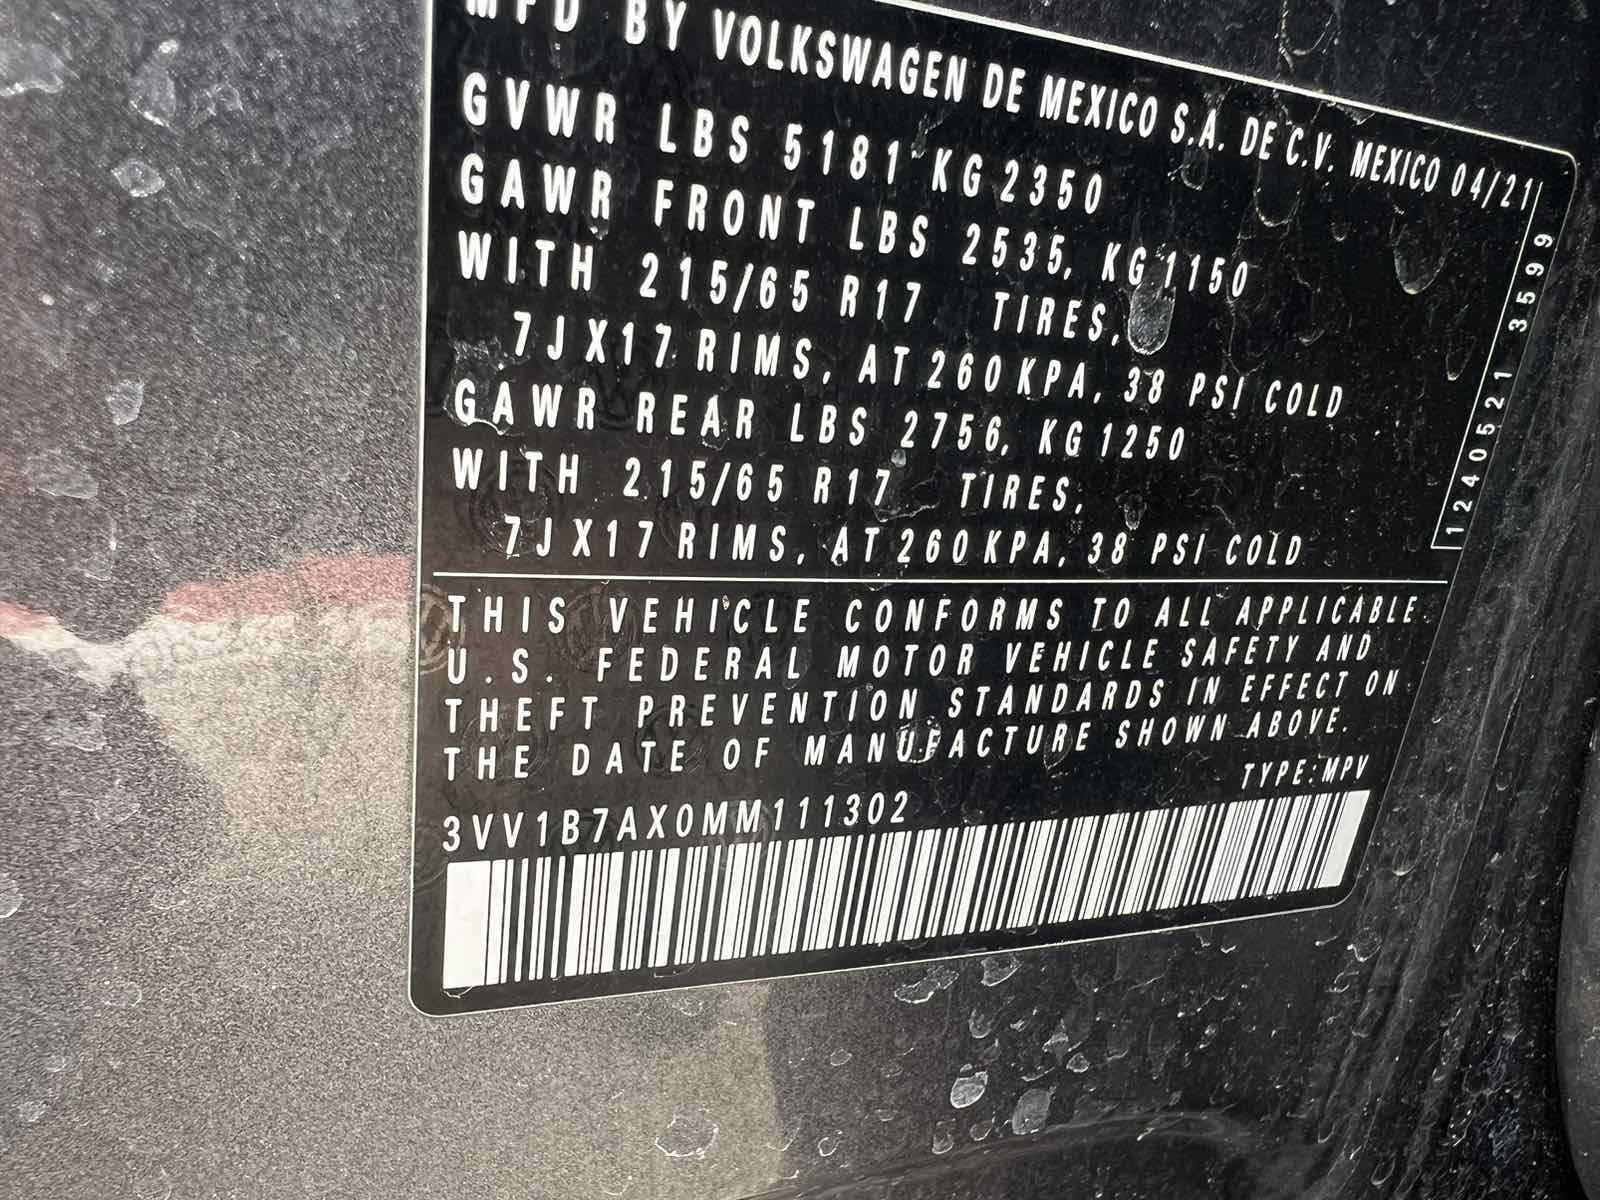 MFD BY VOLKSWAGEN DE MEXICO S.A. DE C.V. MEXICO 04/21
GVWR LBS 5181 KG 2350
GAWR FRONT LBS 2535, KG 1150
WITH 215/65 R17 TIRES,
7JX17 RIMS, AT 260 KPA, 38 PSI COLD
GAWR REAR LBS 2756, KG 1250
WITH 215/65 R17 TIRES,
7JX17 RIMS, AT 260 KPA, 38 PSI COLD
1240521 3599
THIS VEHICLE CONFORMS TO ALL APPLICABLE
U.S. FEDERAL MOTOR VEHICLE SAFETY AND
THEFT PREVENTION STANDARDS IN EFFECT ON
THE DATE OF MANUFACTURE SHOWN ABOVE.
TYPE:MPV
3VV1B7AX0MM111302